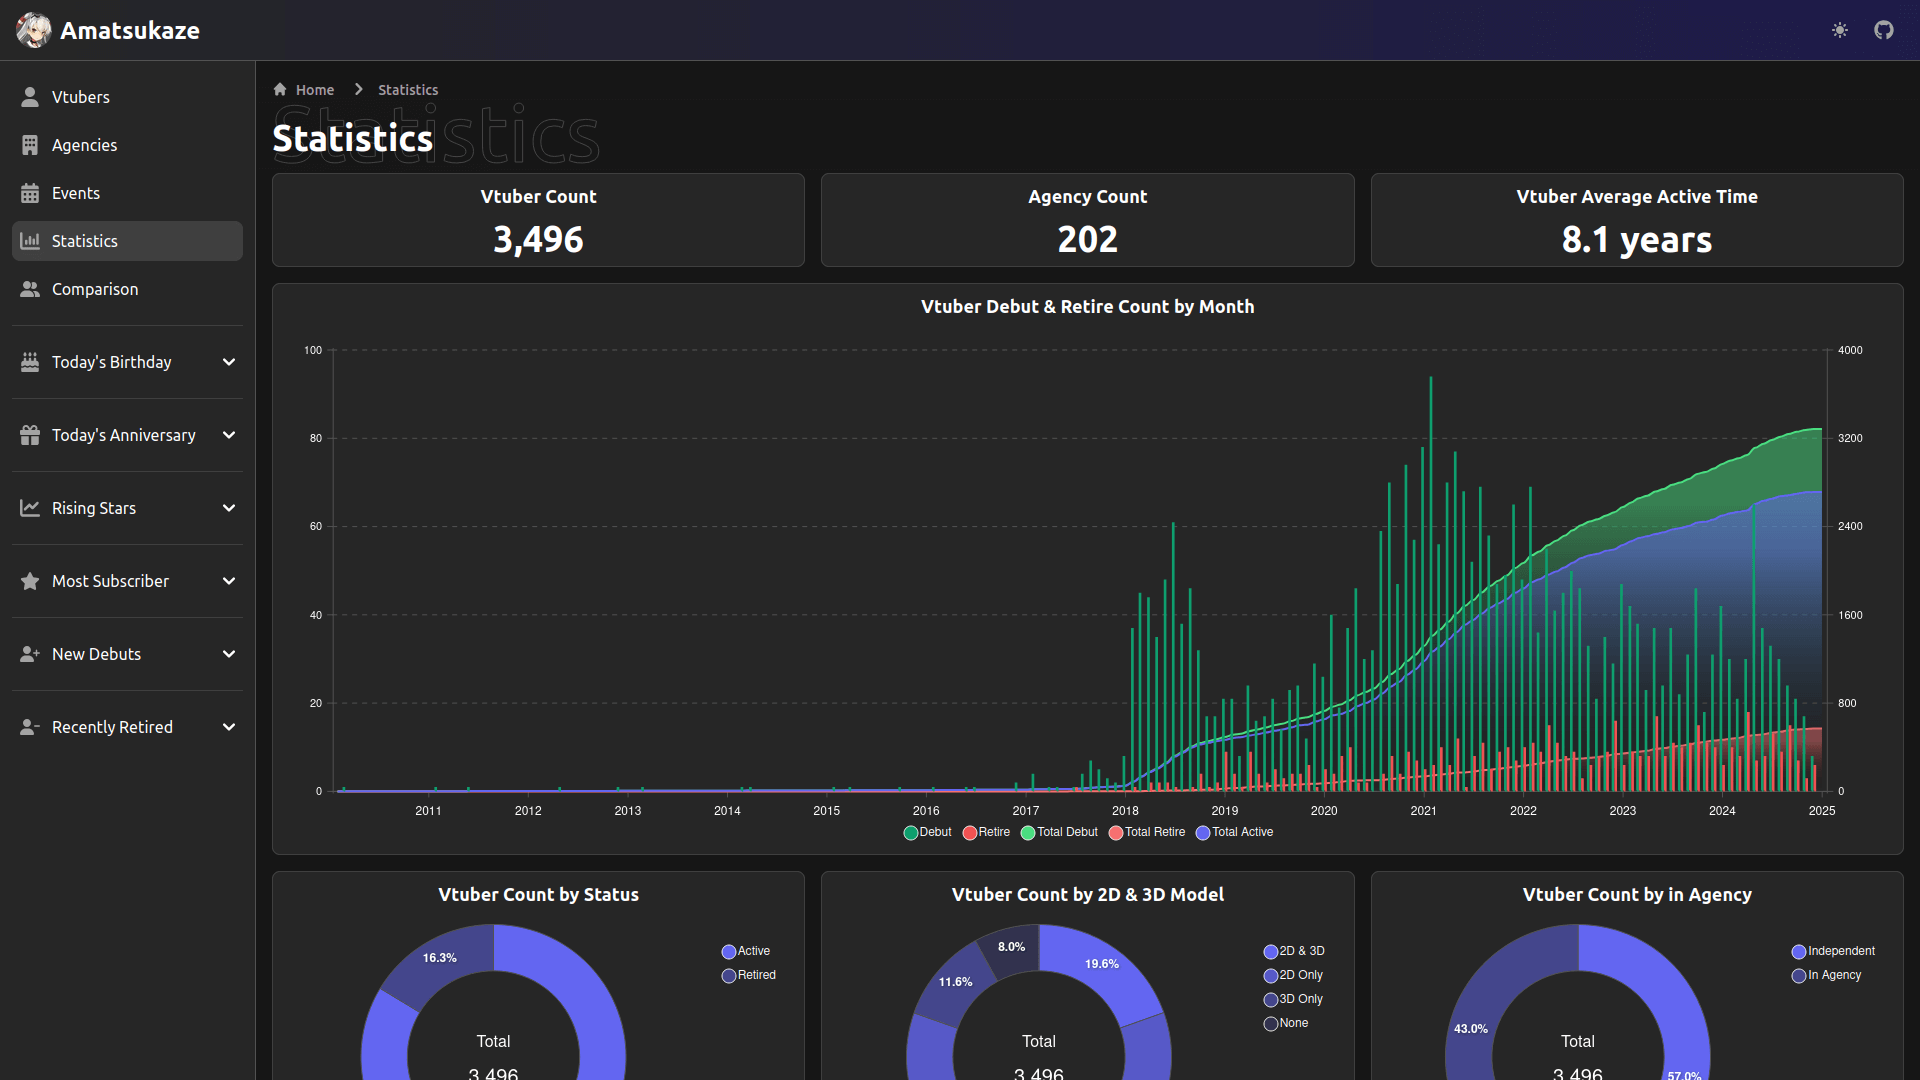 Amatsukaze
Vtubers
Agencies
Events
Statistics
Comparison
Today's Birthday
Today's Anniversary
Rising Stars
Most Subscriber
New Debuts
Recently Retired
Home
Statistics
Statistics
Statistics
Vtuber Count
3,496
Agency Count
202
Vtuber Average Active Time
8.1 years
Vtuber Debut & Retire Count by Month
100
80
60
40
20
0
4000
3200
2400
1600
800
0
2011 2012 2013 2014 2015 2016 2017 2018 2019 2020 2021 2022 2023 2024 2025
Debut Retire Total Debut Total Retire Total Active
Vtuber Count by Status
16.3%
Total
3,496
Active
Retired
Vtuber Count by 2D & 3D Model
8.0%
19.6%
11.6%
Total
3,496
2D & 3D
2D Only
3D Only
None
Vtuber Count by in Agency
43.0%
57.0%
Total
3,496
Independent
In Agency